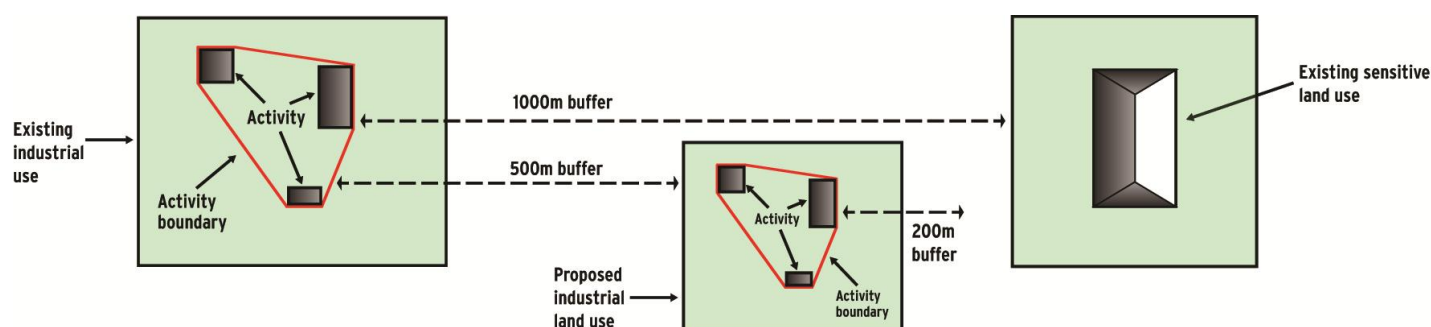 Existing
industrial
use
Activity
Activity
boundary
1000m buffer
500m buffer
Existing sensitive
land use
Proposed
industrial
land use
Activity
Activity
boundary
200m
buffer